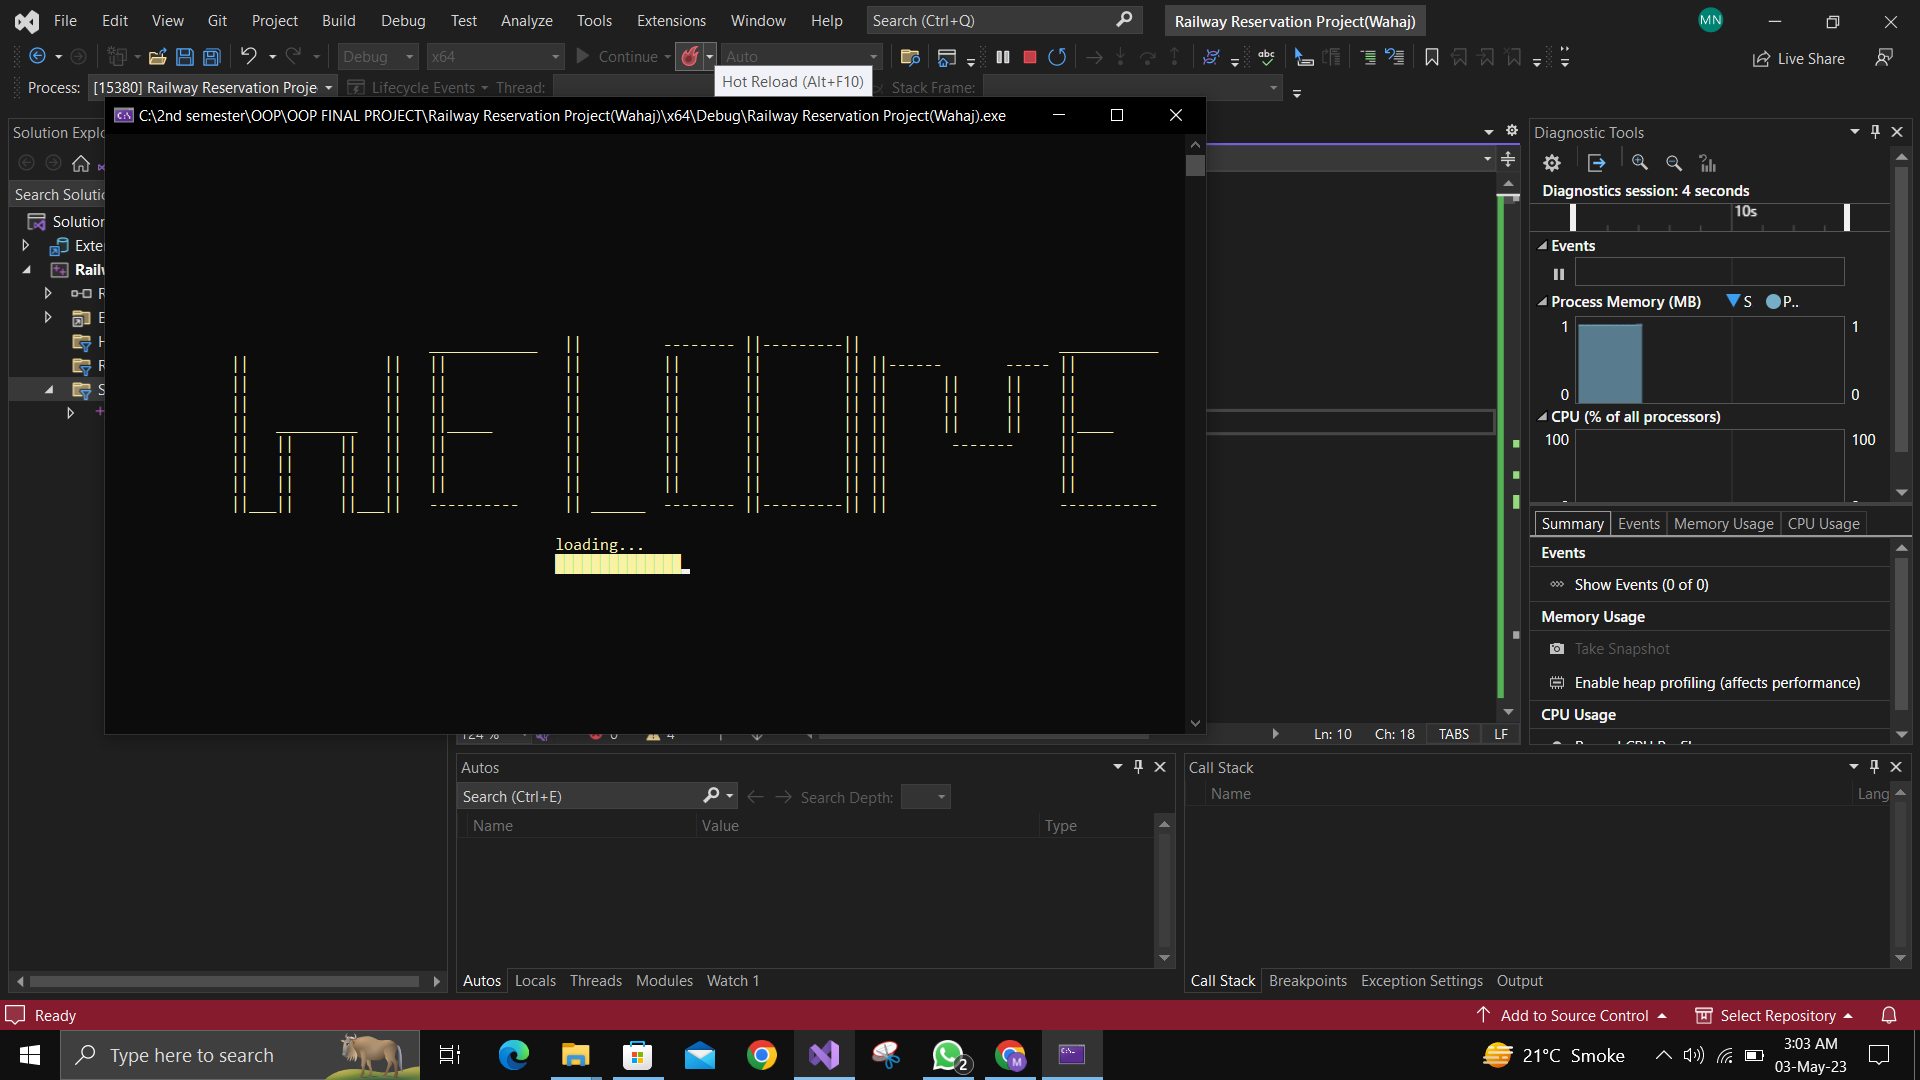 File Edit View Git Project Build Debug Test Analyze Tools Extensions Window Help Search (Ctrl+Q) Railway Reservation Project(Wahaj) MN
Debug x64 Continue Auto Live Share
Hot Reload (Alt+F10)
Process: [15380] Railway Reservation Proje Lifecycle Events Thread: Stack Frame:
C:\2nd semester\OOP\OOP FINAL PROJECT\Railway Reservation Project(Wahaj)\x64\Debug\Railway Reservation Project(Wahaj).exe
Solution Explo
Search Solutio
Solution
Exte
Railw
WELCOME
loading...
Diagnostic Tools
Diagnostics session: 4 seconds
10s
Events
Process Memory (MB) S P..
1 1
0 0
CPU (% of all processors)
100 100
Summary Events Memory Usage CPU Usage
Events
Show Events (0 of 0)
Memory Usage
Take Snapshot
Enable heap profiling (affects performance)
CPU Usage
124 % 0 4 Ln: 10 Ch: 18 TABS LF
Autos
Search (Ctrl+E) Search Depth:
Name Value Type
Autos Locals Threads Modules Watch 1
Call Stack
Name Lang
Call Stack Breakpoints Exception Settings Output
Ready Add to Source Control Select Repository
Type here to search 2 M 21°C Smoke 3:03 AM
03-May-23